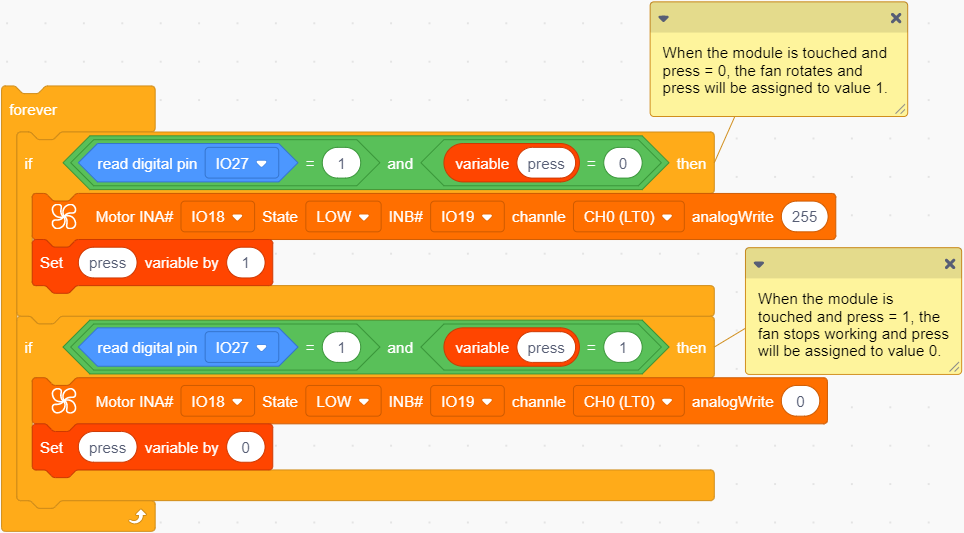 When the module is touched and
press = 0, the fan rotates and
press will be assigned to value 1.
forever
if read digital pin IO27 = 1 and variable press = 0 then
Motor INA# IO18 State LOW INB# IO19 channle CH0 (LT0) analogWrite 255
Set press variable by 1
When the module is
touched and press = 1, the
fan stops working and press
will be assigned to value 0.
if read digital pin IO27 = 1 and variable press = 1 then
Motor INA# IO18 State LOW INB# IO19 channle CH0 (LT0) analogWrite 0
Set press variable by 0